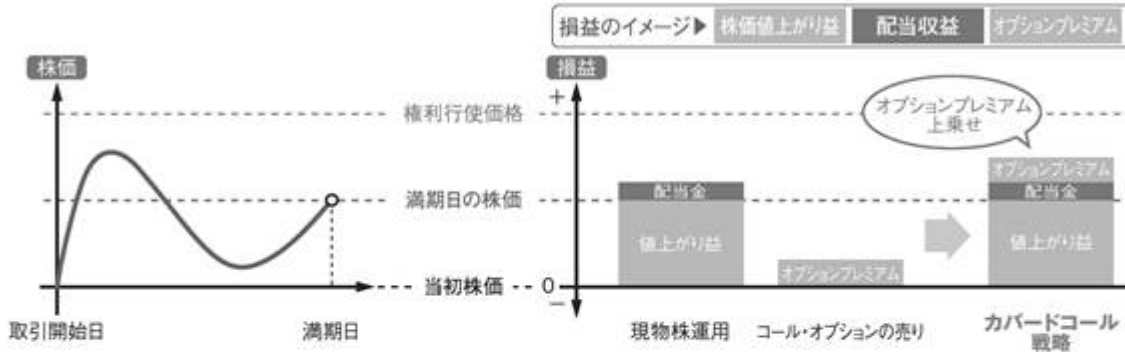 損益のイメージ▶ 株価値上がり益 配当収益 オプションプレミアム
株価
損益
+
権利行使価格
オプションプレミアム
上乗せ
オプションプレミアム
配当金
配当金
満期日の株価
値上がり益
値上がり益
オプションプレミアム
当初株価
0
−
取引開始日
満期日
現物株運用
コール・オプションの売り
カバードコール
戦略